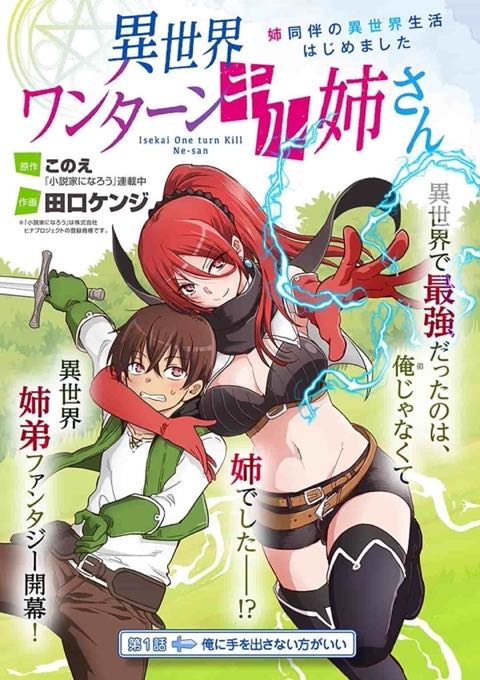 姉同伴の異世界生活
はじめました
異世界
ワンターンキル姉さん
Isekai One turn Kill
Ne-san
原作 このえ
「小説家になろう」連載中
作画 田口ケンジ
※「小説家になろう」は株式会社
ヒナプロジェクトの登録商標です。
異世界で最強だったのは、
俺じゃなくて
弟
姉でした――!?
異世界
姉弟ファンタジー開幕!
第1話 俺に手を出さない方がいい